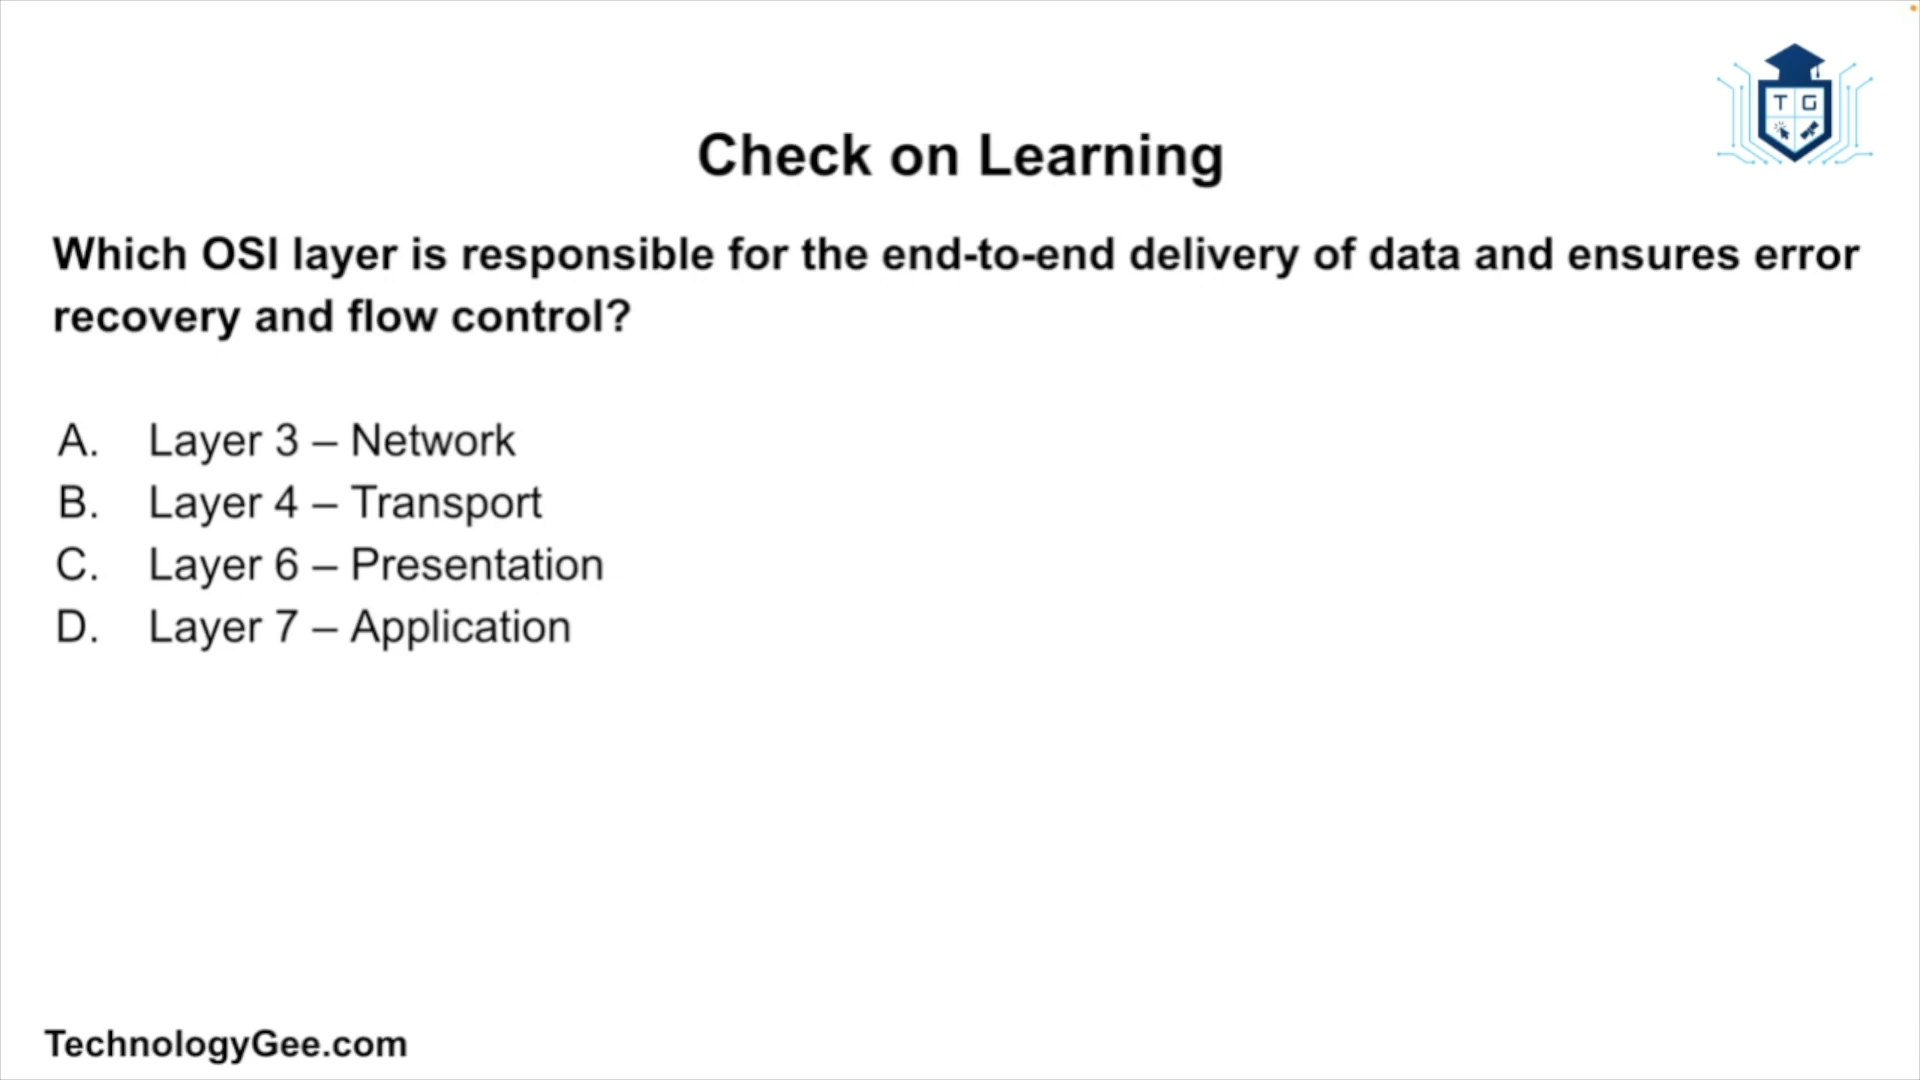 T G
Check on Learning
Which OSI layer is responsible for the end-to-end delivery of data and ensures error
recovery and flow control?
A. Layer 3 – Network
B. Layer 4 – Transport
C. Layer 6 – Presentation
D. Layer 7 – Application
TechnologyGee.com